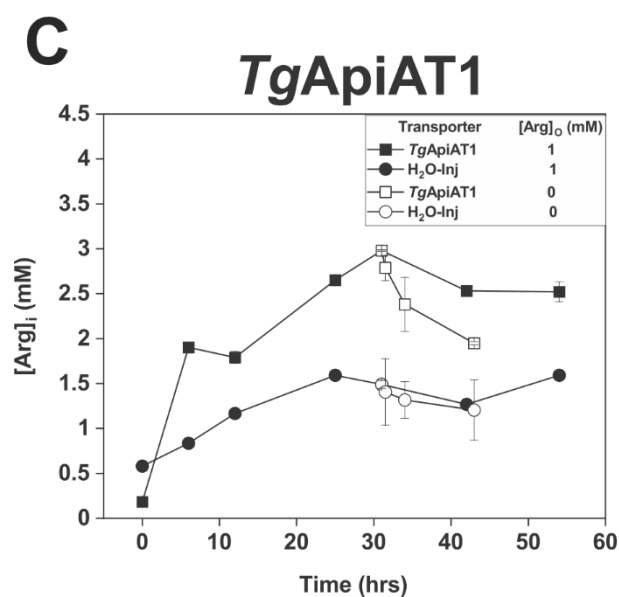 C
TgApiAT1
Transporter [Arg]O (mM)
TgApiAT1 1
H2O-Inj 1
TgApiAT1 0
H2O-Inj 0
4.5
4
3.5
3
2.5
2
1.5
1
0.5
0
[Arg]i (mM)
0 10 20 30 40 50 60
Time (hrs)